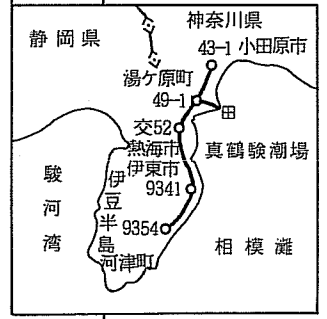 神奈川県
静岡県
43-1 小田原市
湯ケ原町
49-1
交52
熱海市
真鶴験潮場
伊東市
9341
駿河湾
伊豆半島
9354
相模灘
河津町